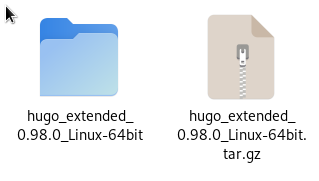 hugo_extended_
0.98.0_Linux-64bit
hugo_extended_
0.98.0_Linux-64bit.
tar.gz